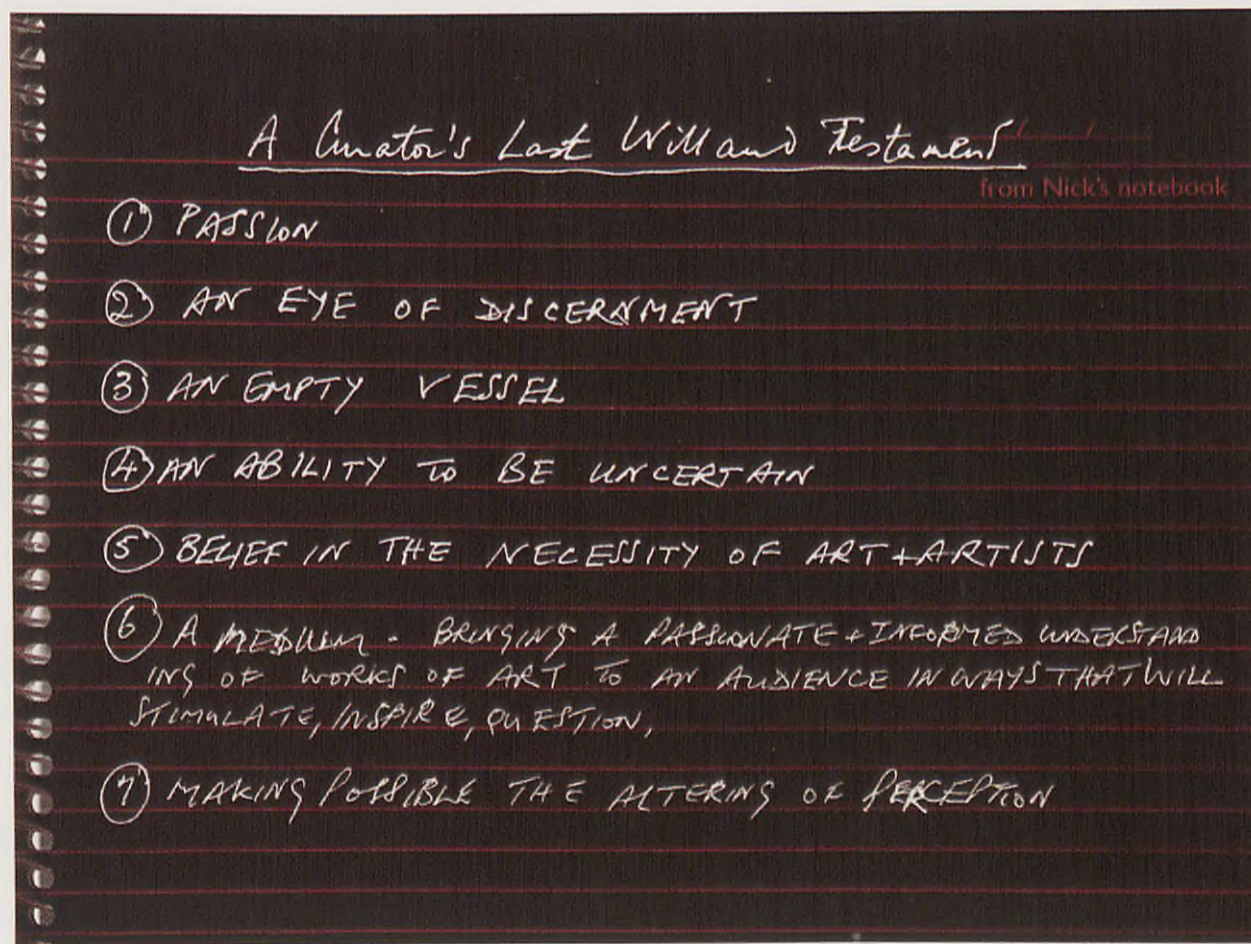 A Curator's Last Will and Testament
from Nick's notebook
① PASSION
② AN EYE OF DISCERNMENT
③ AN EMPTY VESSEL
④ AN ABILITY TO BE UNCERTAIN
⑤ BELIEF IN THE NECESSITY OF ART + ARTISTS
⑥ A MEDIUM - BRINGING A PASSIONATE + INFORMED UNDERSTAND
ING OF WORKS OF ART TO AN AUDIENCE IN WAYS THAT WILL
STIMULATE, INSPIRE, QUESTION,
⑦ MAKING POSSIBLE THE ALTERING OF PERCEPTION